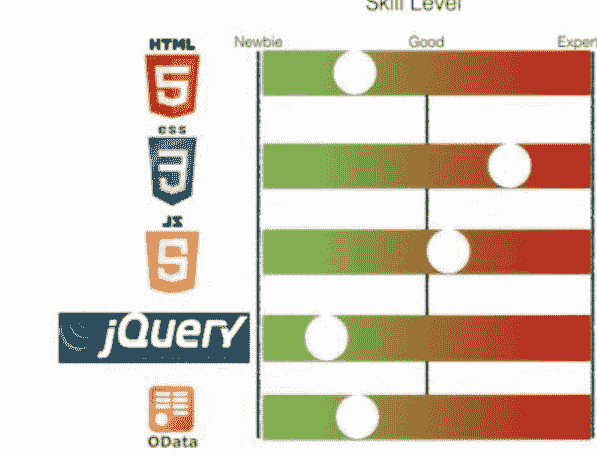 Skill Level
Newbie Good Expert
HTML
5
CSS
3
JS
5
jQuery
OData